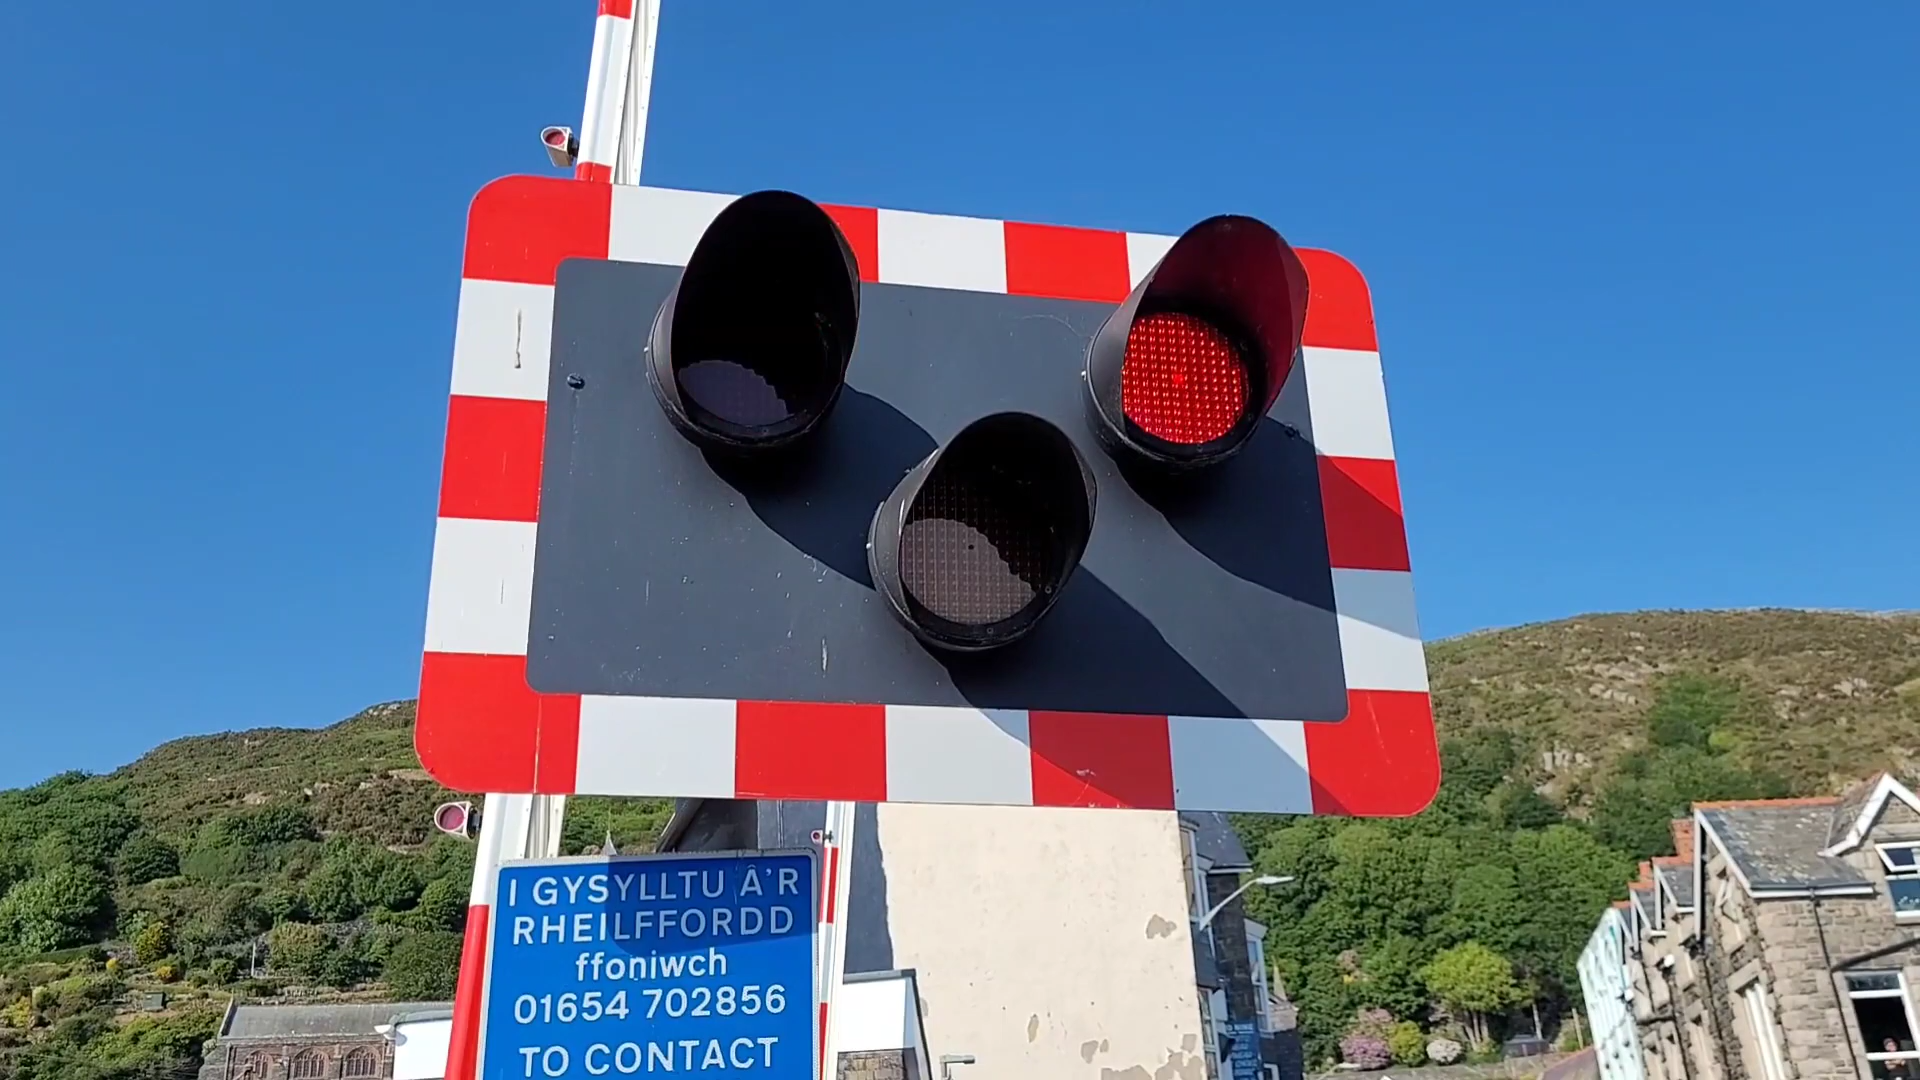 I GYSYLLTU Â'R
RHEILFFORDD
ffoniwch
01654 702856
TO CONTACT